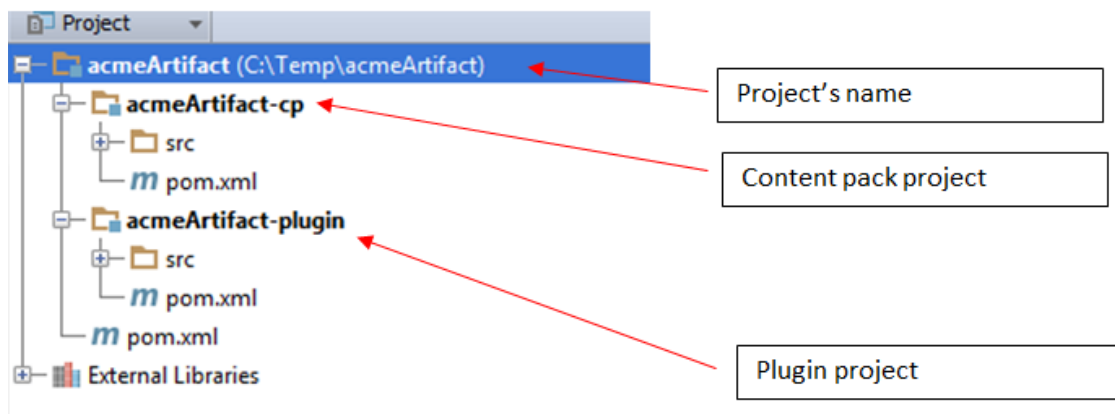 Project
acmeArtifact (C:\Temp\acmeArtifact)
Project's name
acmeArtifact-cp
src
Content pack project
m pom.xml
acmeArtifact-plugin
src
m pom.xml
m pom.xml
Plugin project
External Libraries